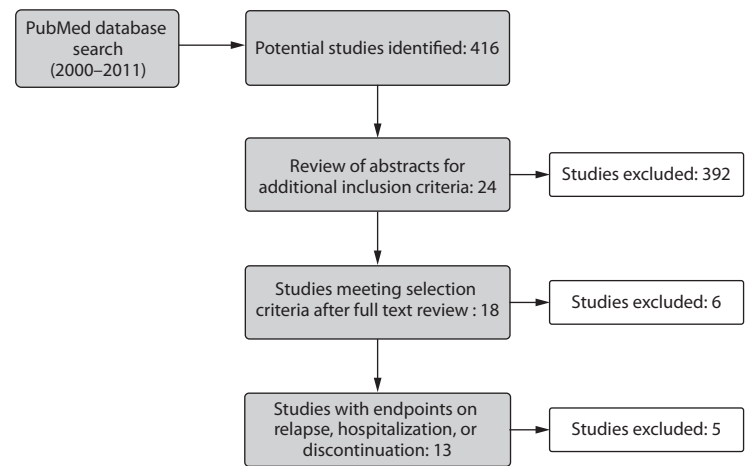 PubMed database
search
(2000–2011)
Potential studies identified: 416
Review of abstracts for
additional inclusion criteria: 24
Studies excluded: 392
Studies meeting selection
criteria after full text review : 18
Studies excluded: 6
Studies with endpoints on
relapse, hospitalization, or
discontinuation: 13
Studies excluded: 5